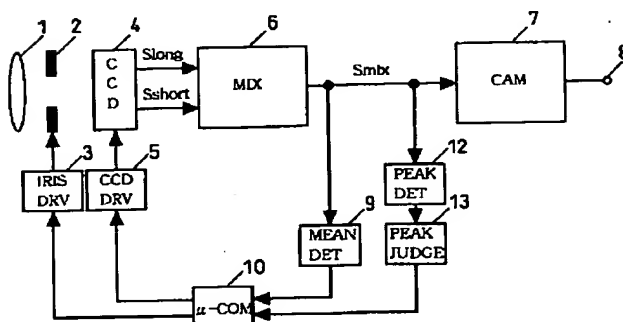 1
2
4
6
7
8
CCD
Slong
Sshort
MIX
Smix
CAM
3
5
IRIS
DRV
CCD
DRV
9
MEAN
DET
12
PEAK
DET
13
PEAK
JUDGE
10
μ-COM